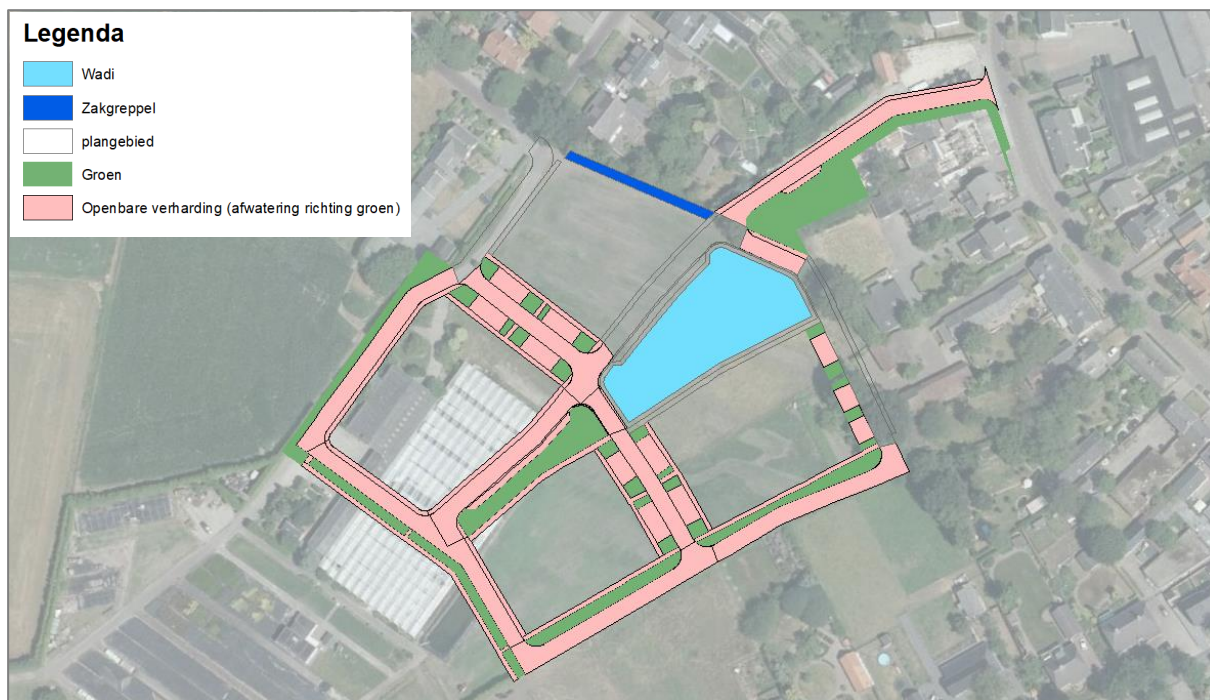 Legenda
Wadi
Zakgreppel
plangebied
Groen
Openbare verharding (afwatering richting groen)